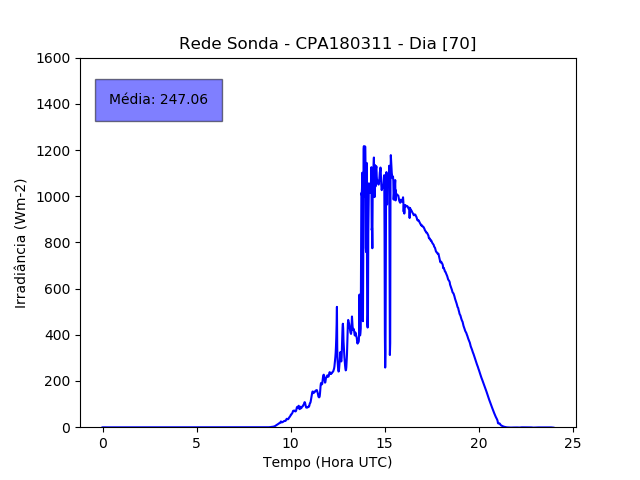 Rede Sonda - CPA180311 - Dia [70]
1600
1400
1200
1000
800
600
400
200
0
Irradiância (Wm-2)
Média: 247.06
0 5 10 15 20 25
Tempo (Hora UTC)